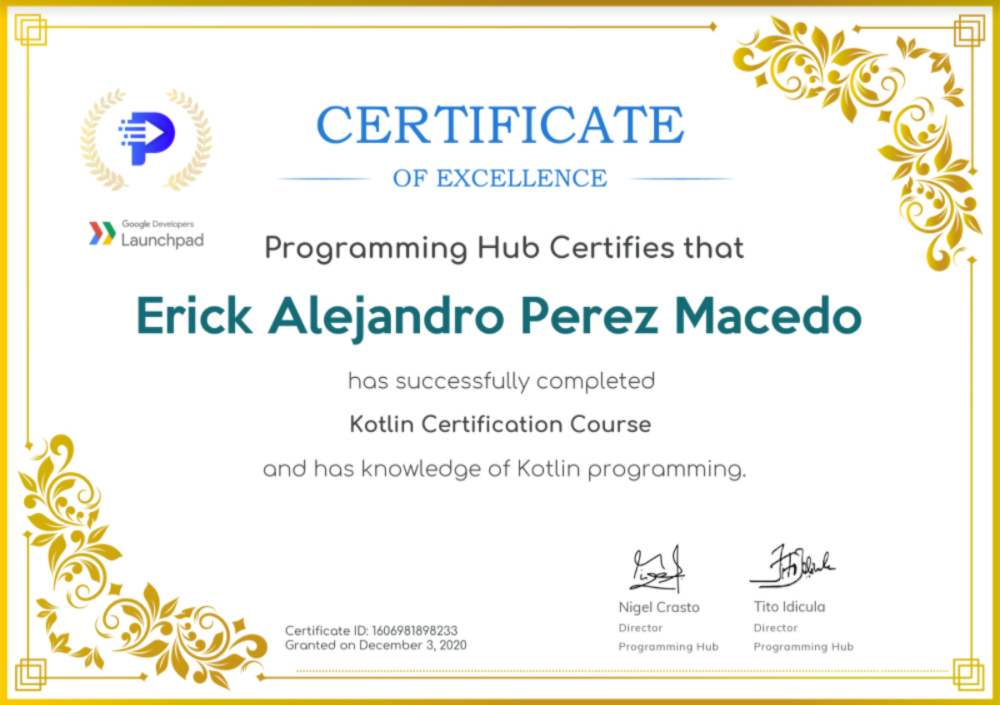 CERTIFICATE
OF EXCELLENCE
Google Developers
Launchpad
Programming Hub Certifies that
Erick Alejandro Perez Macedo
has successfully completed
Kotlin Certification Course
and has knowledge of Kotlin programming.
Certificate ID: 1606981898233
Granted on December 3, 2020
Nigel Crasto
Director
Programming Hub
Tito Idicula
Director
Programming Hub